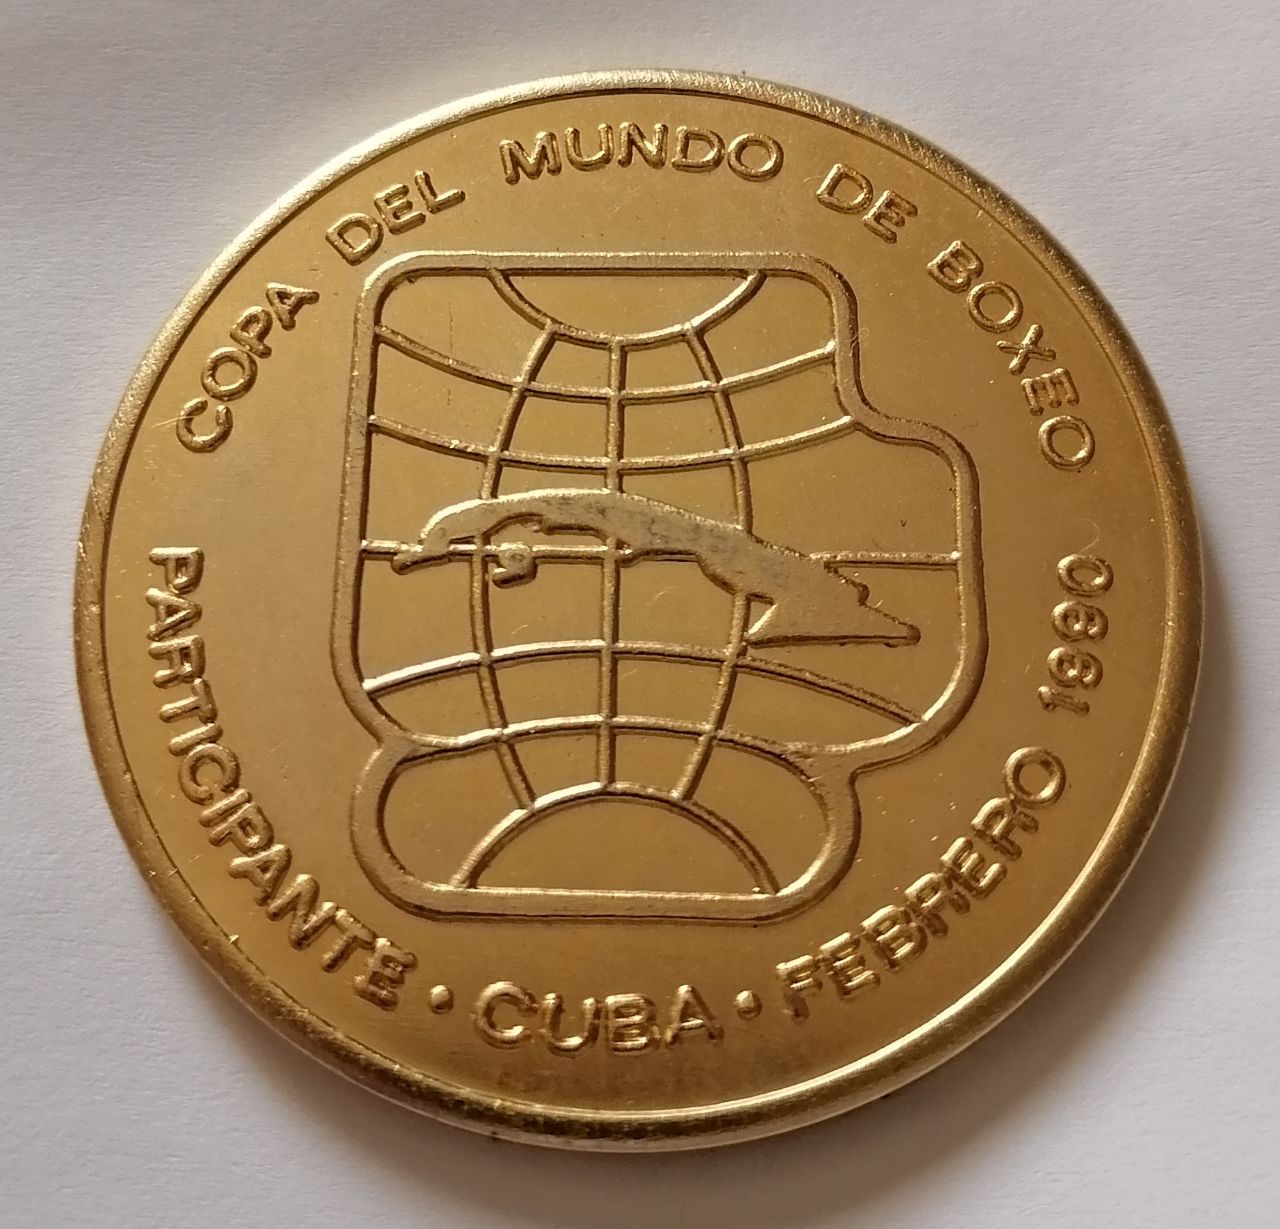 COPA DEL MUNDO DE BOXEO
PARTICIPANTE • CUBA • FEBRERO 1990